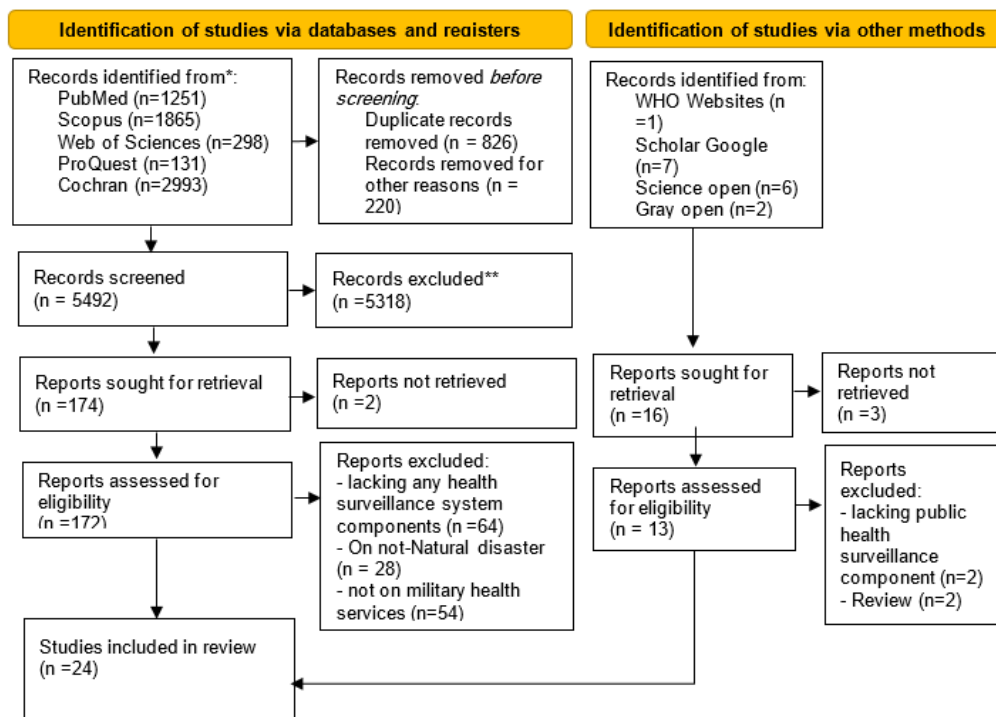 Identification of studies via databases and registers
Identification of studies via other methods
Records identified from*:
PubMed (n=1251)
Scopus (n=1865)
Web of Sciences (n=298)
ProQuest (n=131)
Cochran (n=2993)
Records removed before
screening:
Duplicate records
removed (n = 826)
Records removed for
other reasons (n =
220)
Records identified from:
WHO Websites (n
=1)
Scholar Google
(n=7)
Science open (n=6)
Gray open (n=2)
Records screened
(n = 5492)
Records excluded**
(n =5318)
Reports sought for retrieval
(n =174)
Reports not retrieved
(n =2)
Reports sought for
retrieval
(n =16)
Reports not
retrieved
(n =3)
Reports assessed for
eligibility
(n =172)
Reports excluded:
- lacking any health
surveillance system
components (n =64)
- On not-Natural disaster
(n = 28)
- not on military health
services (n=54)
Reports assessed
for eligibility
(n = 13)
Reports
excluded:
- lacking public
health
surveillance
component (n=2)
- Review (n=2)
Studies included in review
(n =24)